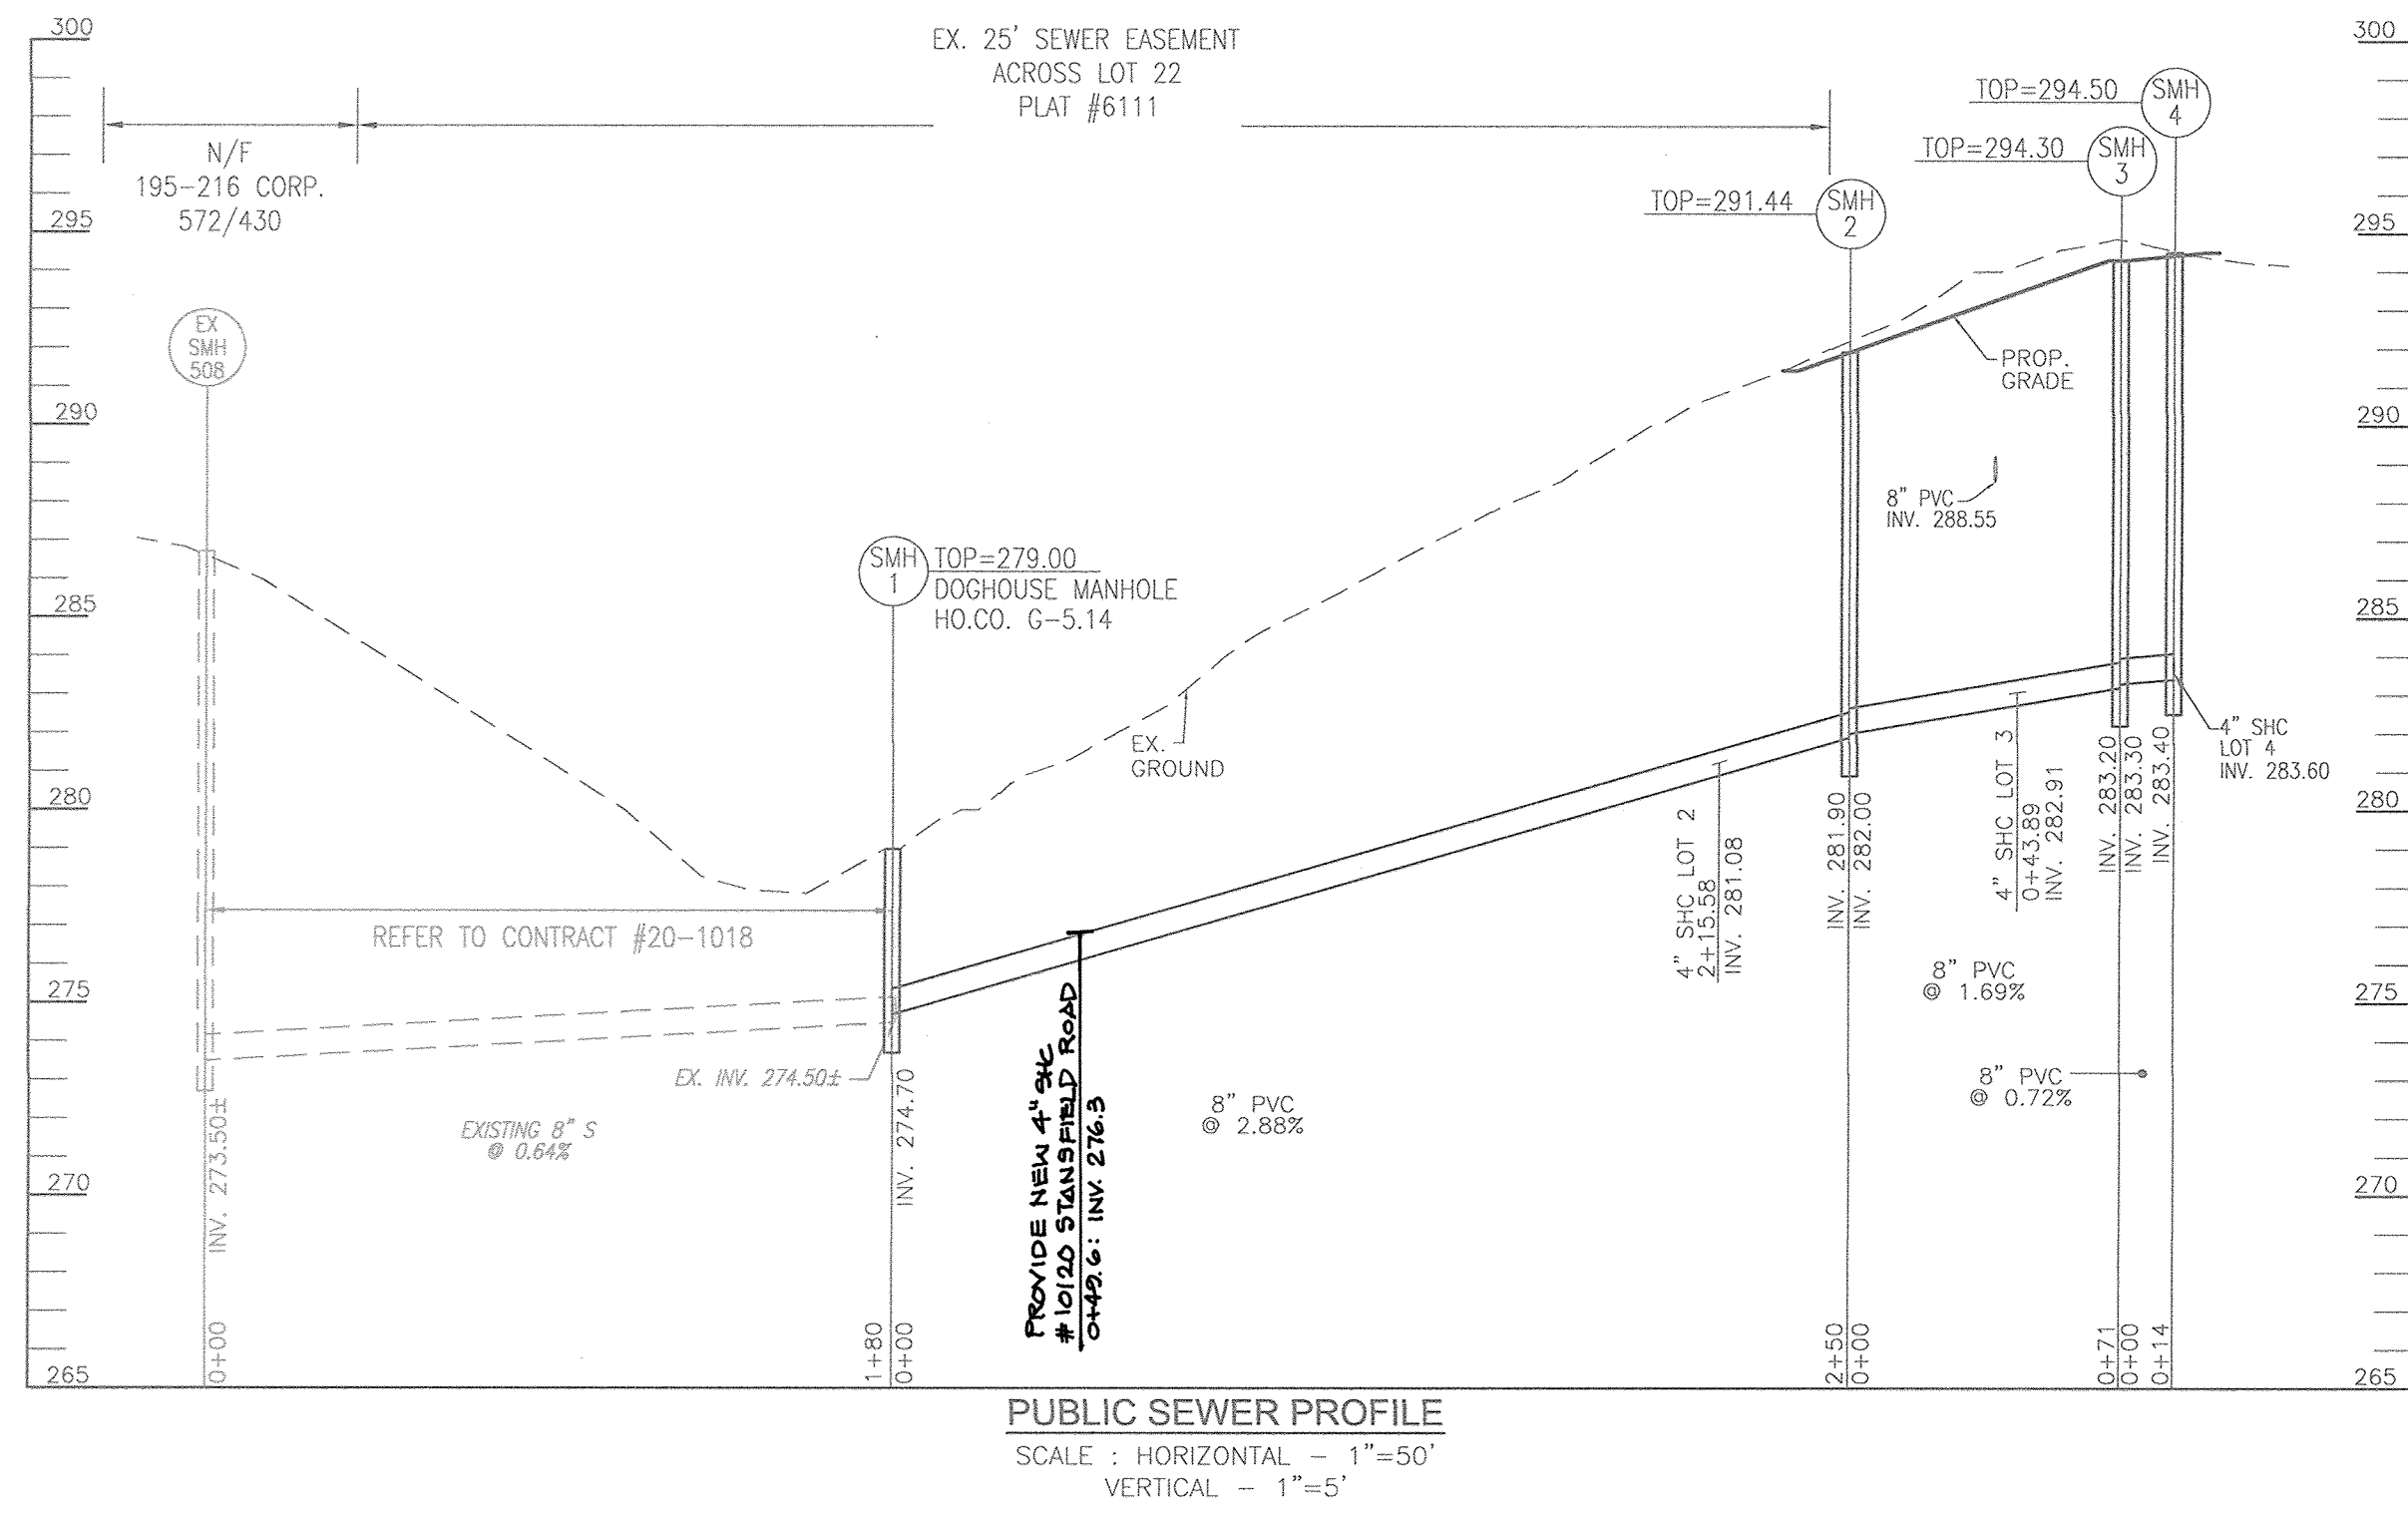 300
EX. 25' SEWER EASEMENT
ACROSS LOT 22
PLAT #6111
300
TOP=294.50
SMH
4
TOP=294.30
SMH
3
N/F
195-216 CORP.
572/430
295
TOP=291.44
SMH
2
295
EX
SMH
508
PROP.
GRADE
290
290
8" PVC
INV. 288.55
SMH
1
TOP=279.00
DOGHOUSE MANHOLE
HO.CO. G-5.14
285
285
EX.
GROUND
4" SHC
LOT 4
INV. 283.60
280
280
INV. 283.20
INV. 283.30
INV. 283.40
4" SHC LOT 3
0+43.89
INV. 282.91
INV. 281.90
INV. 282.00
4" SHC LOT 2
2+15.58
INV. 281.08
REFER TO CONTRACT #20-1018
275
275
8" PVC
@ 1.69%
EX. INV. 274.50±
INV. 274.70
PROVIDE NEW 4" SHC
#10120 STANSFIELD ROAD
0+49.6: INV. 276.3
8" PVC
@ 2.88%
8" PVC
@ 0.72%
EXISTING 8" S
@ 0.64%
INV. 273.50±
270
270
265
0+00
1+80
0+00
2+50
0+00
0+71
0+00
0+14
265
PUBLIC SEWER PROFILE
SCALE : HORIZONTAL - 1"=50'
VERTICAL - 1"=5'